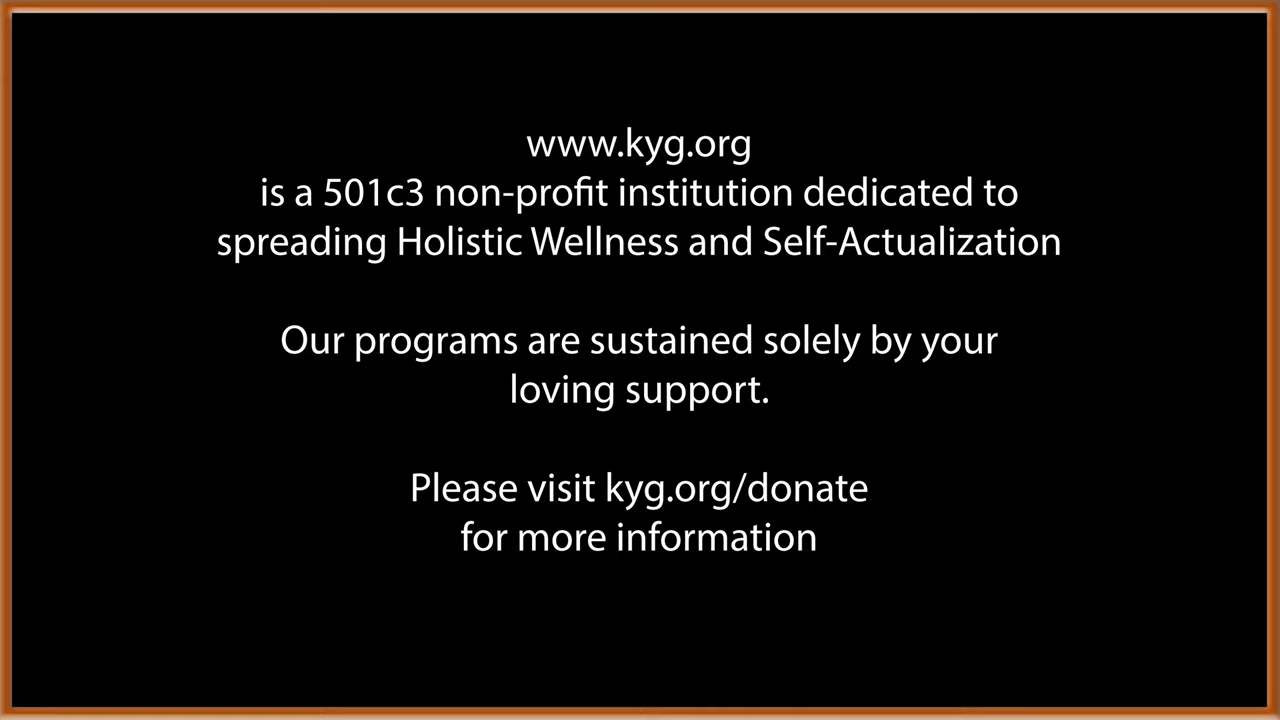 www.kyg.org
is a 501c3 non-profit institution dedicated to
spreading Holistic Wellness and Self-Actualization
Our programs are sustained solely by your
loving support.
Please visit kyg.org/donate
for more information